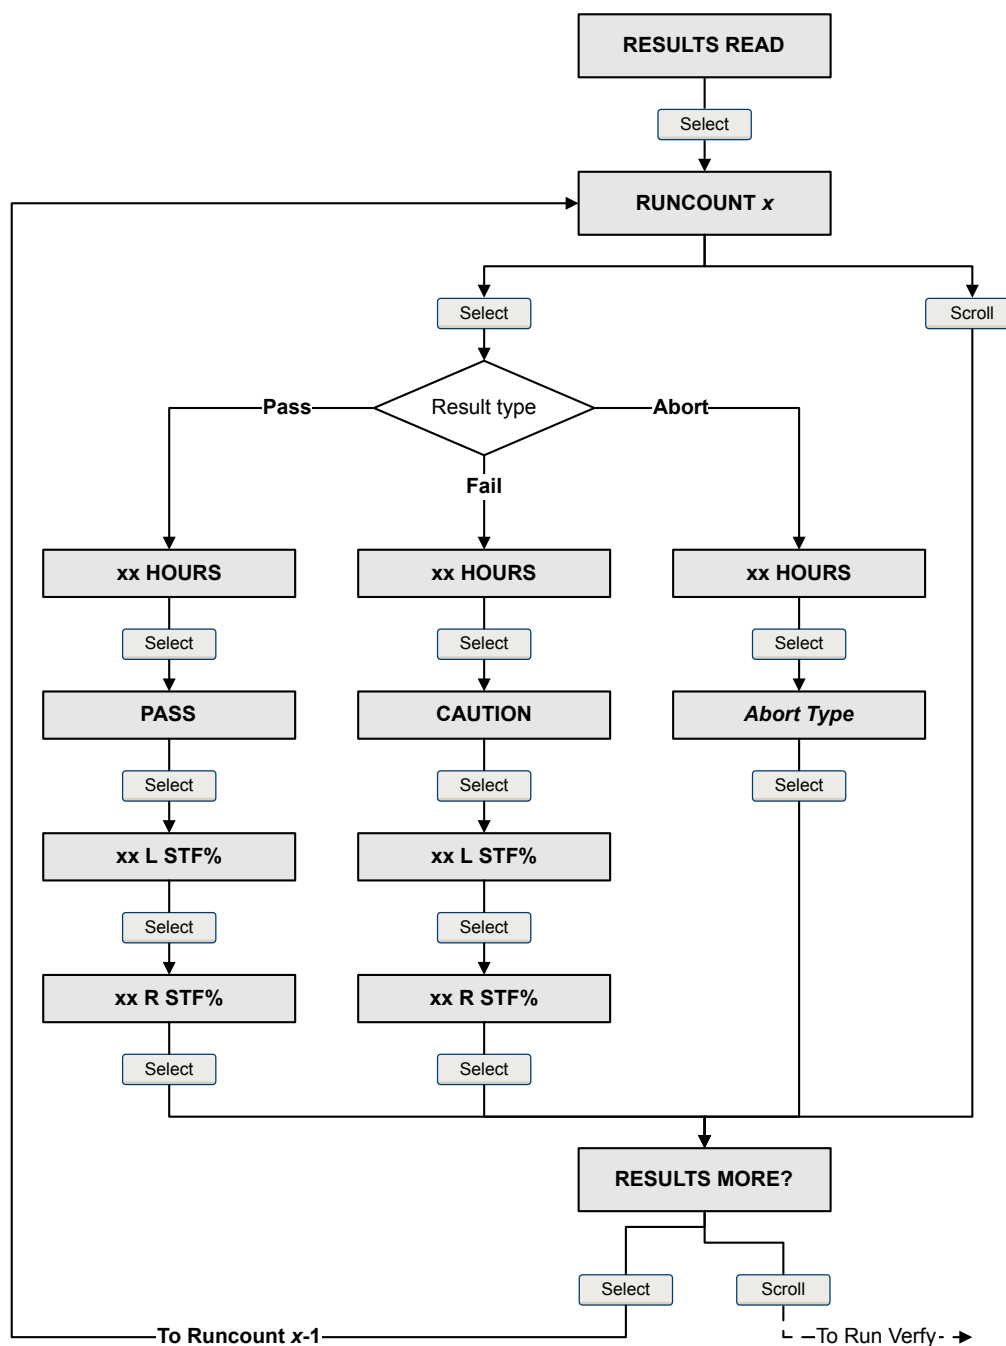 RESULTS READ
Select
RUNCOUNT x
Select
Scroll
Pass
Result type
Abort
Fail
xx HOURS
xx HOURS
xx HOURS
Select
Select
Select
PASS
CAUTION
Abort Type
Select
Select
Select
xx L STF%
xx L STF%
Select
Select
xx R STF%
xx R STF%
Select
Select
RESULTS MORE?
Select
Scroll
To Runcount x-1
To Run Verfy